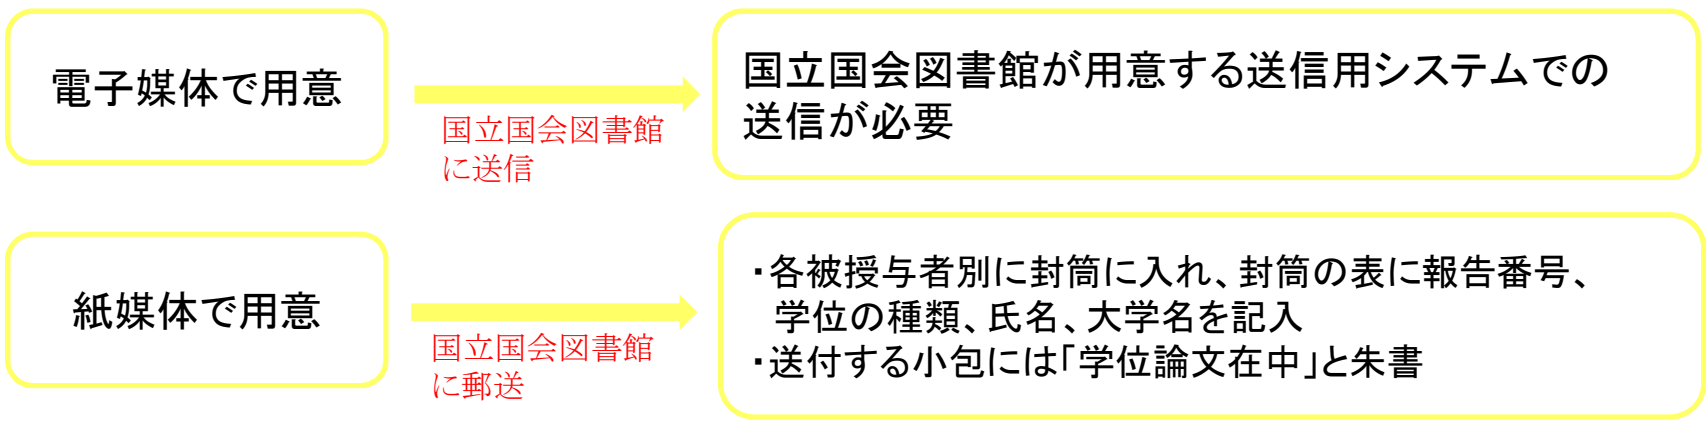 電子媒体で用意
国立国会図書館
に送信
国立国会図書館が用意する送信用システムでの
送信が必要
紙媒体で用意
国立国会図書館
に郵送
・各被授与者別に封筒に入れ、封筒の表に報告番号、
学位の種類、氏名、大学名を記入
・送付する小包には「学位論文在中」と朱書